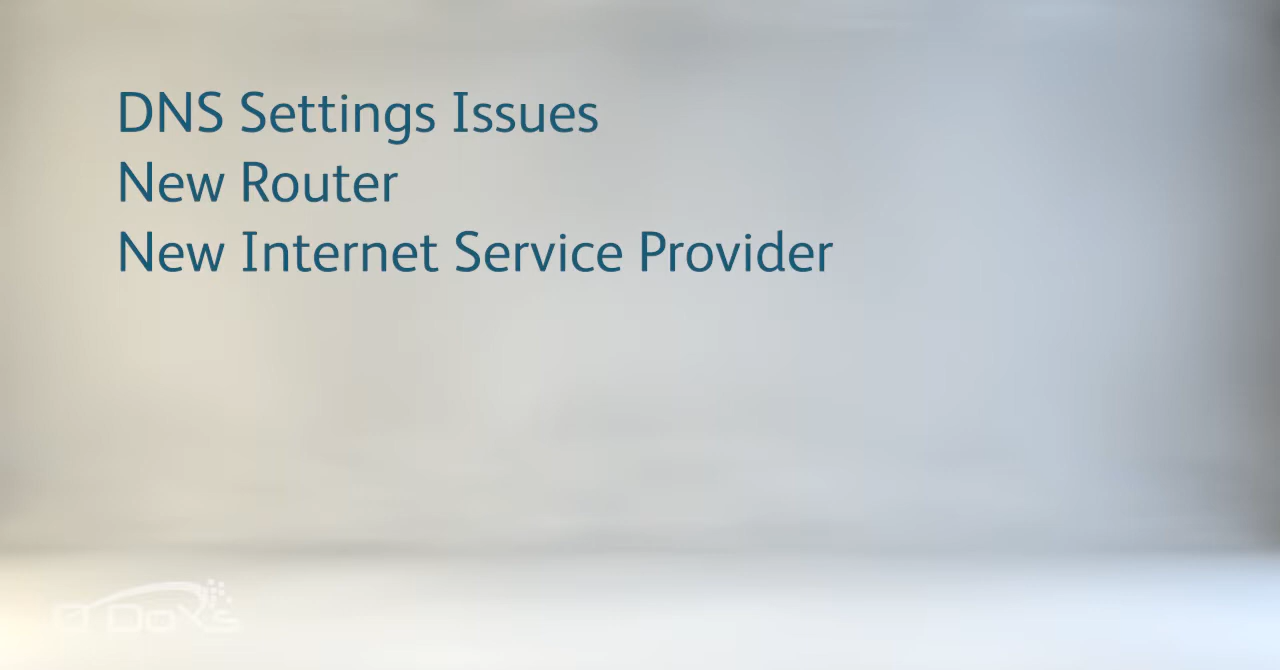 DNS Settings Issues
New Router
New Internet Service Provider